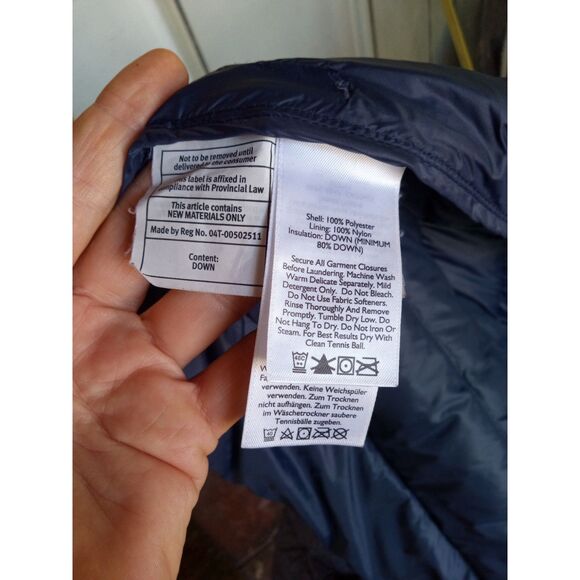 Not to be removed until
delivered to the consumer
This label is affixed in
compliance with Provincial Law
This article contains
NEW MATERIALS ONLY
Made by Reg No. 04T-00502511
Content:
DOWN
Shell: 100% Polyester
Lining: 100% Nylon
Insulation: DOWN (MINIMUM
80% DOWN)
Secure All Garment Closures
Before Laundering. Machine Wash
Warm Delicate Separately. Mild
Detergent Only. Do Not Bleach.
Do Not Use Fabric Softeners.
Rinse Thoroughly And Remove
Promptly. Tumble Dry Low. Do
Not Hang To Dry. Do Not Iron Or
Steam. For Best Results Dry With
Clean Tennis Ball.
verwenden. Keine Weichspüler
verwenden. Zum Trocknen
nicht aufhängen. Zum Trocknen
im Wäschetrockner saubere
Tennisbälle zugeben.